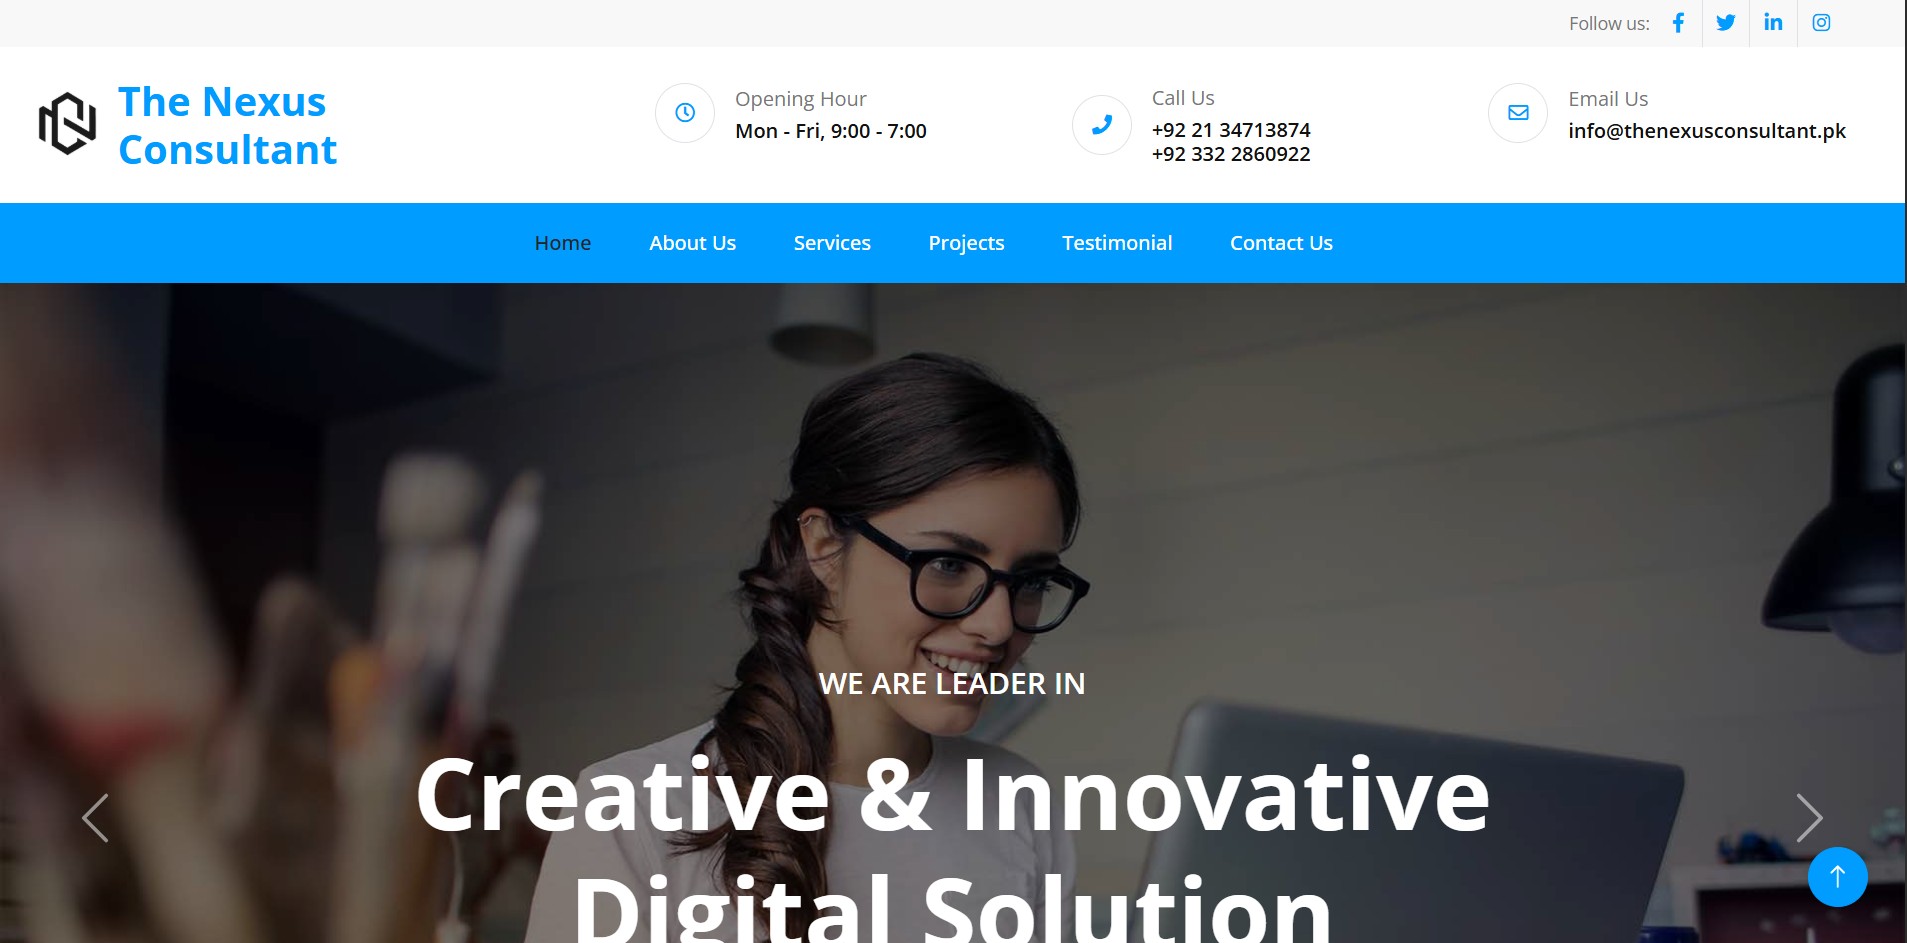 Follow us:
The Nexus
Consultant
Opening Hour
Mon - Fri, 9:00 - 7:00
Call Us
+92 21 34713874
+92 332 2860922
Email Us
info@thenexusconsultant.pk
Home
About Us
Services
Projects
Testimonial
Contact Us
WE ARE LEADER IN
Creative & Innovative
Digital Solution